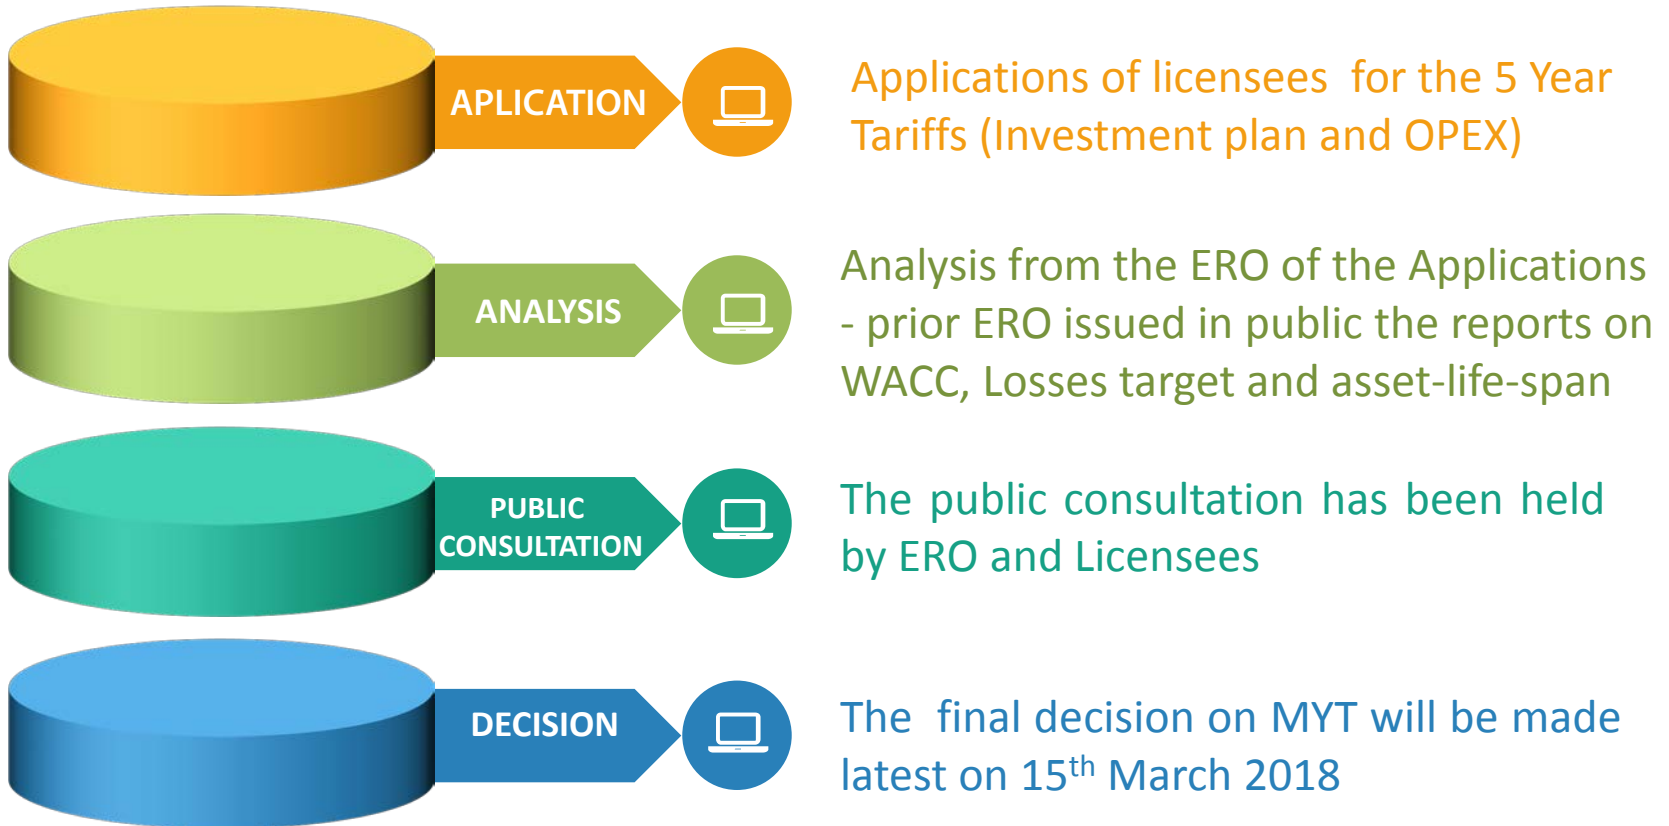 APLICATION
Applications of licensees for the 5 Year
Tariffs (Investment plan and OPEX)
ANALYSIS
Analysis from the ERO of the Applications
- prior ERO issued in public the reports on
WACC, Losses target and asset-life-span
PUBLIC
CONSULTATION
The public consultation has been held
by ERO and Licensees
DECISION
The final decision on MYT will be made
latest on 15th March 2018